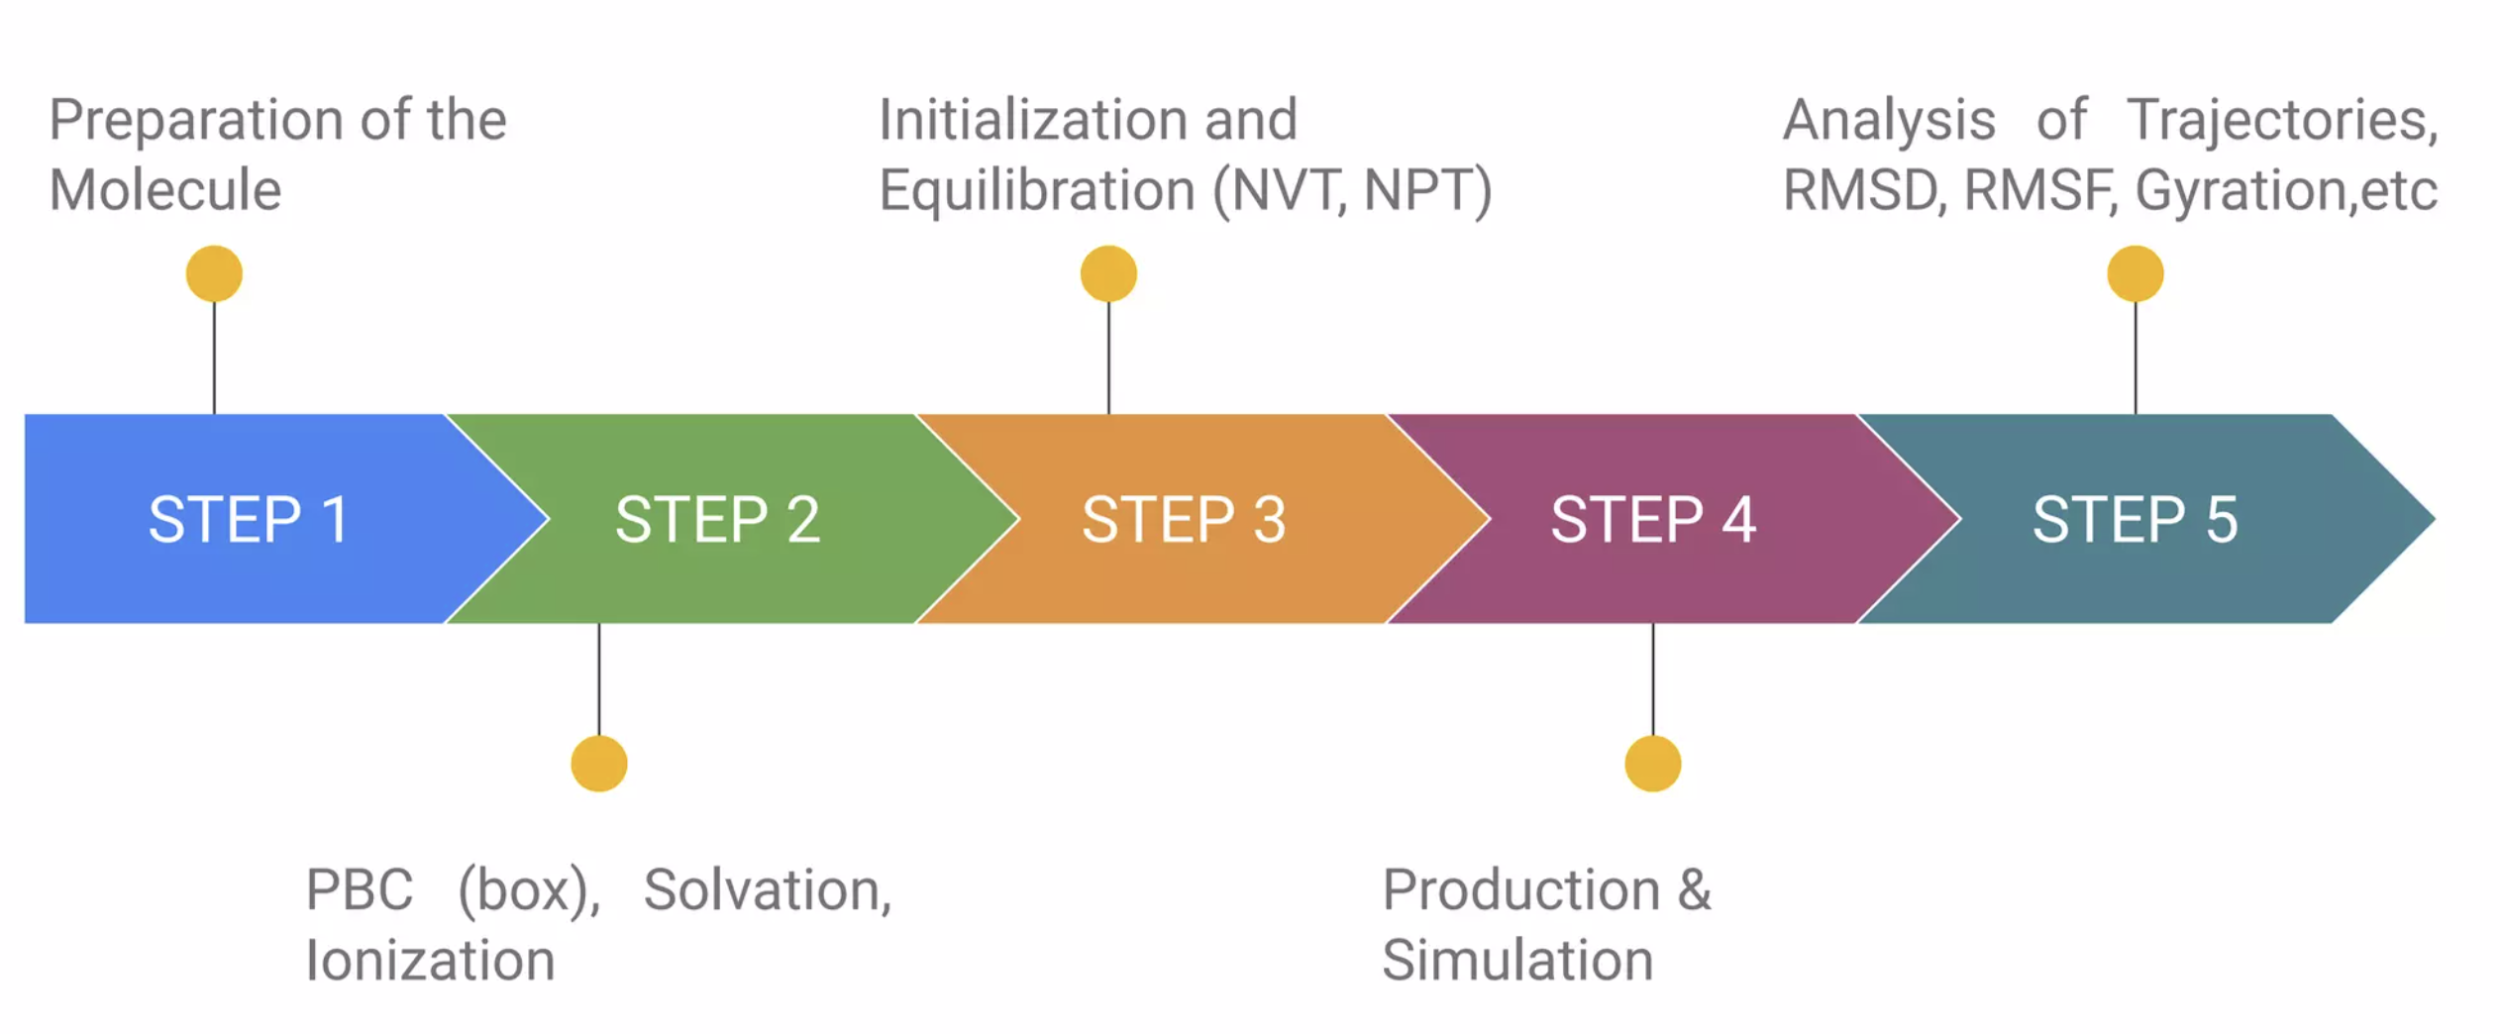 Preparation of the
Molecule
Initialization and
Equilibration (NVT, NPT)
Analysis of Trajectories,
RMSD, RMSF, Gyration,etc
STEP 1
STEP 2
STEP 3
STEP 4
STEP 5
PBC (box), Solvation,
Ionization
Production &
Simulation